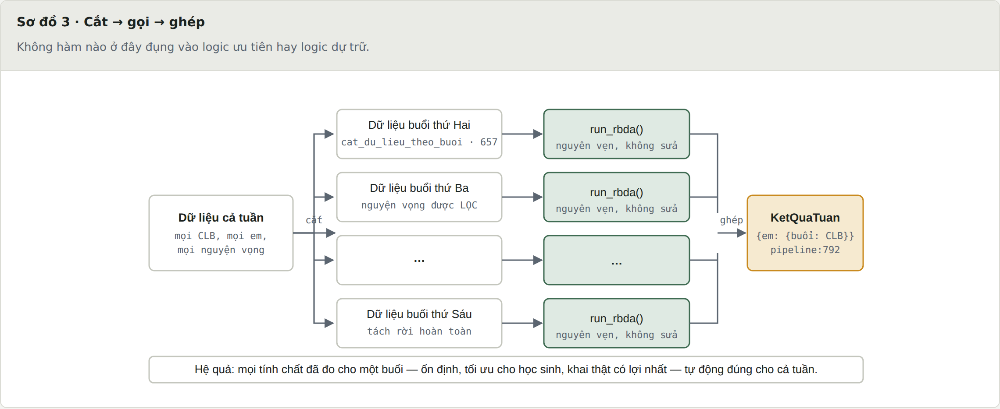 Sơ đồ 3 · Cắt → gọi → ghép
Không hàm nào ở đây đụng vào logic ưu tiên hay logic dự trữ.
Dữ liệu cả tuần
mọi CLB, mọi em,
mọi nguyện vọng
cắt
Dữ liệu buổi thứ Hai
cat_du_lieu_theo_buoi · 657
Dữ liệu buổi thứ Ba
nguyện vọng được LỌC
...
Dữ liệu buổi thứ Sáu
tách rời hoàn toàn
run_rbda()
nguyên vẹn, không sửa
run_rbda()
nguyên vẹn, không sửa
...
run_rbda()
nguyên vẹn, không sửa
ghép
KetQuaTuan
{em: {buổi: CLB}}
pipeline:792
Hệ quả: mọi tính chất đã đo cho một buổi — ổn định, tối ưu cho học sinh, khai thật có lợi nhất — tự động đúng cho cả tuần.